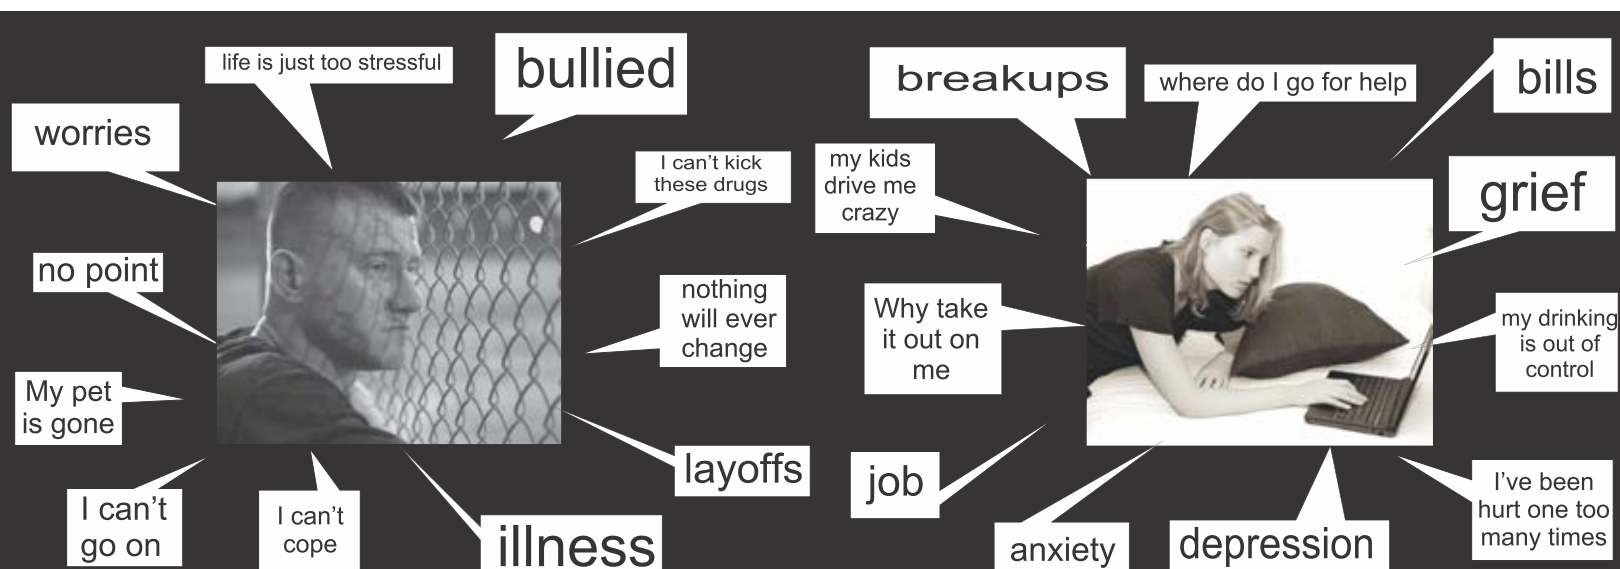 life is just too stressful
bullied
worries
I can't kick
these drugs
no point
nothing
will ever
change
My pet
is gone
layoffs
I can't
go on
I can't
cope
illness
breakups
where do I go for help
bills
my kids
drive me
crazy
grief
Why take
it out on
me
my drinking
is out of
control
job
I've been
hurt one too
many times
anxiety
depression